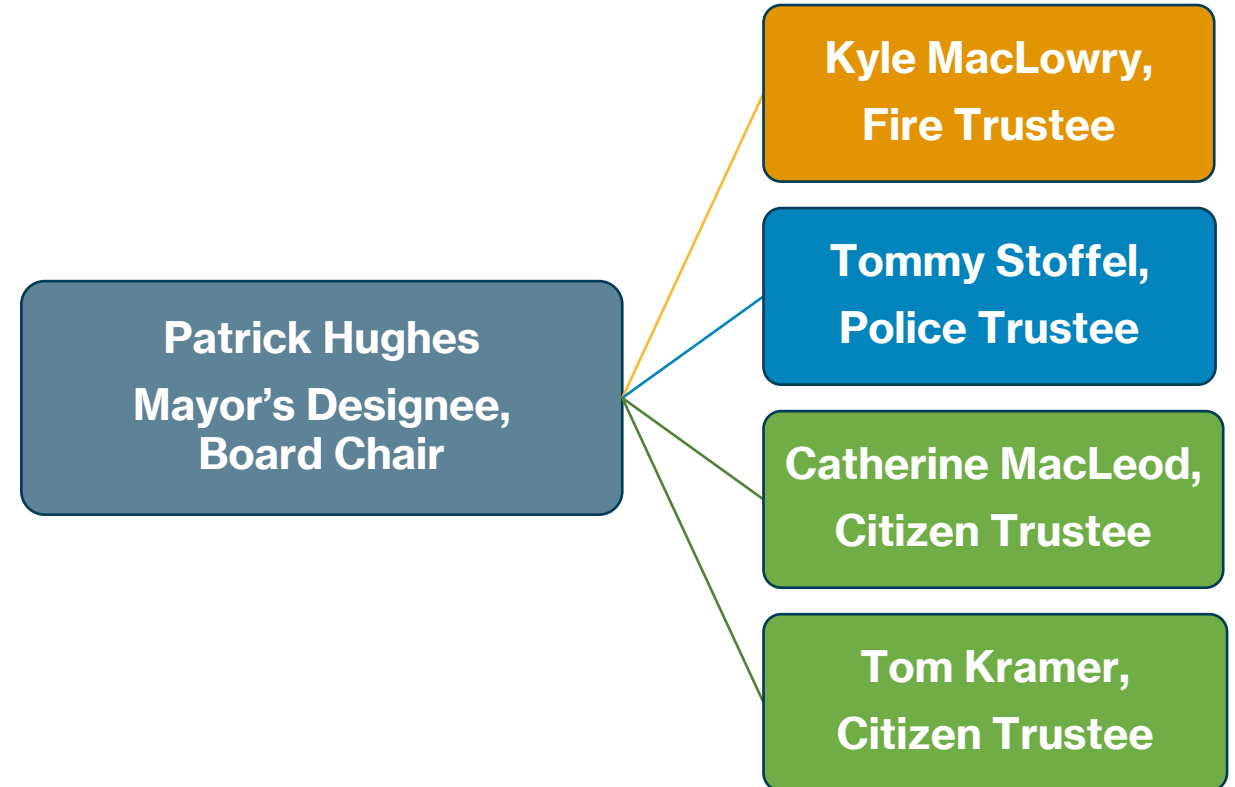 Patrick Hughes
Mayor’s Designee,
Board Chair
Kyle MacLowry,
Fire Trustee
Tommy Stoffel,
Police Trustee
Catherine MacLeod,
Citizen Trustee
Tom Kramer,
Citizen Trustee